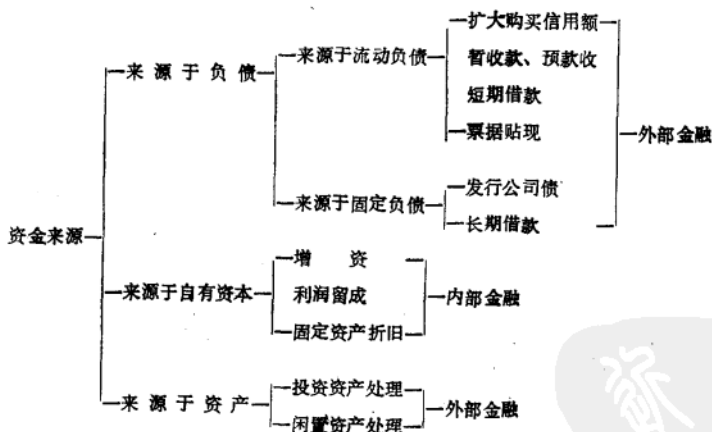 扩大购买信用额
来源于负债
来源于流动负债
暂收款、预款收
短期借款
票据贴现
外部金融
发行公司债
来源于固定负债
长期借款
资金来源
增资
来源于自有资本
利润留成
内部金融
固定资产折旧
投资资产处理
来源于资产
外部金融
闲置资产处理